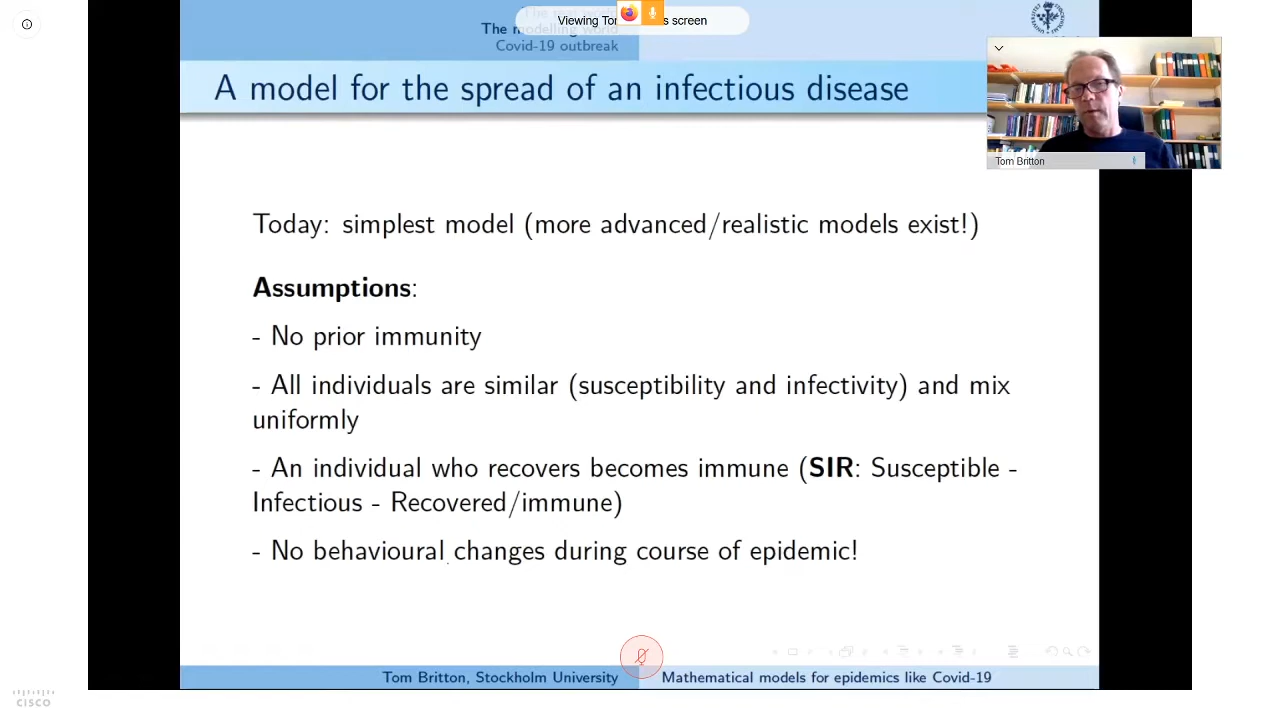 The real world
The modelling world
Covid-19 outbreak
Viewing Tom s screen
A model for the spread of an infectious disease
Tom Britton
Today: simplest model (more advanced/realistic models exist!)
Assumptions:
- No prior immunity
- All individuals are similar (susceptibility and infectivity) and mix
uniformly
- An individual who recovers becomes immune (SIR: Susceptible -
Infectious - Recovered/immune)
- No behavioural changes during course of epidemic!
Tom Britton, Stockholm University
Mathematical models for epidemics like Covid-19
CISCO